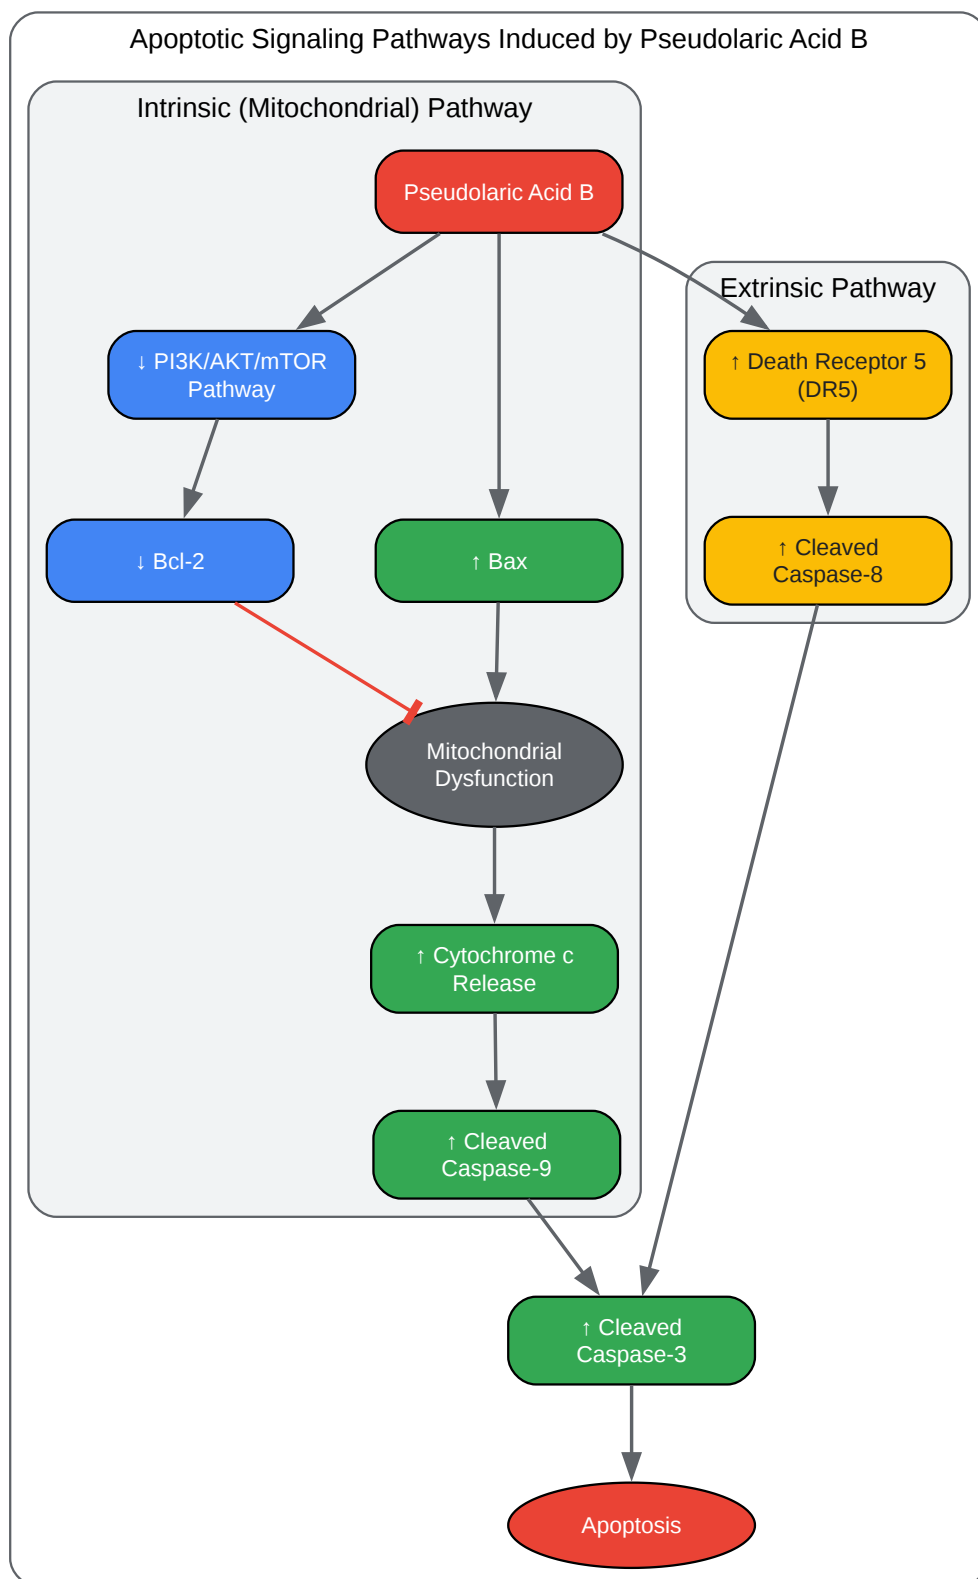 Apoptotic Signaling Pathways Induced by Pseudolaric Acid B
Intrinsic (Mitochondrial) Pathway
Pseudolaric Acid B
Extrinsic Pathway
↓ PI3K/AKT/mTOR
Pathway
↑ Death Receptor 5
(DR5)
↓ Bcl-2
↑ Bax
↑ Cleaved
Caspase-8
Mitochondrial
Dysfunction
↑ Cytochrome c
Release
↑ Cleaved
Caspase-9
↑ Cleaved
Caspase-3
Apoptosis